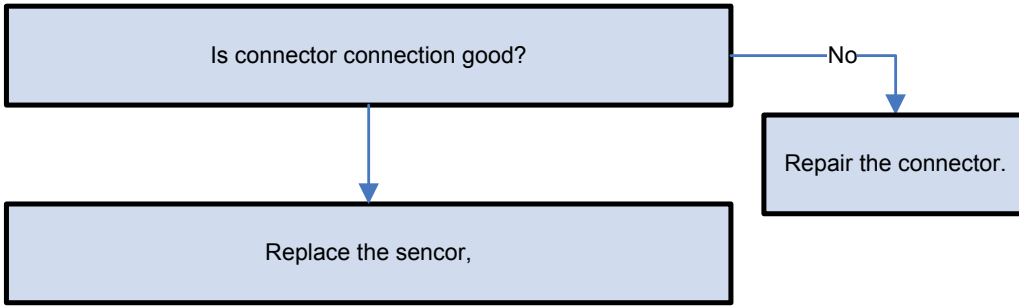 Is connector connection good?
No
Repair the connector.
Replace the sencor,